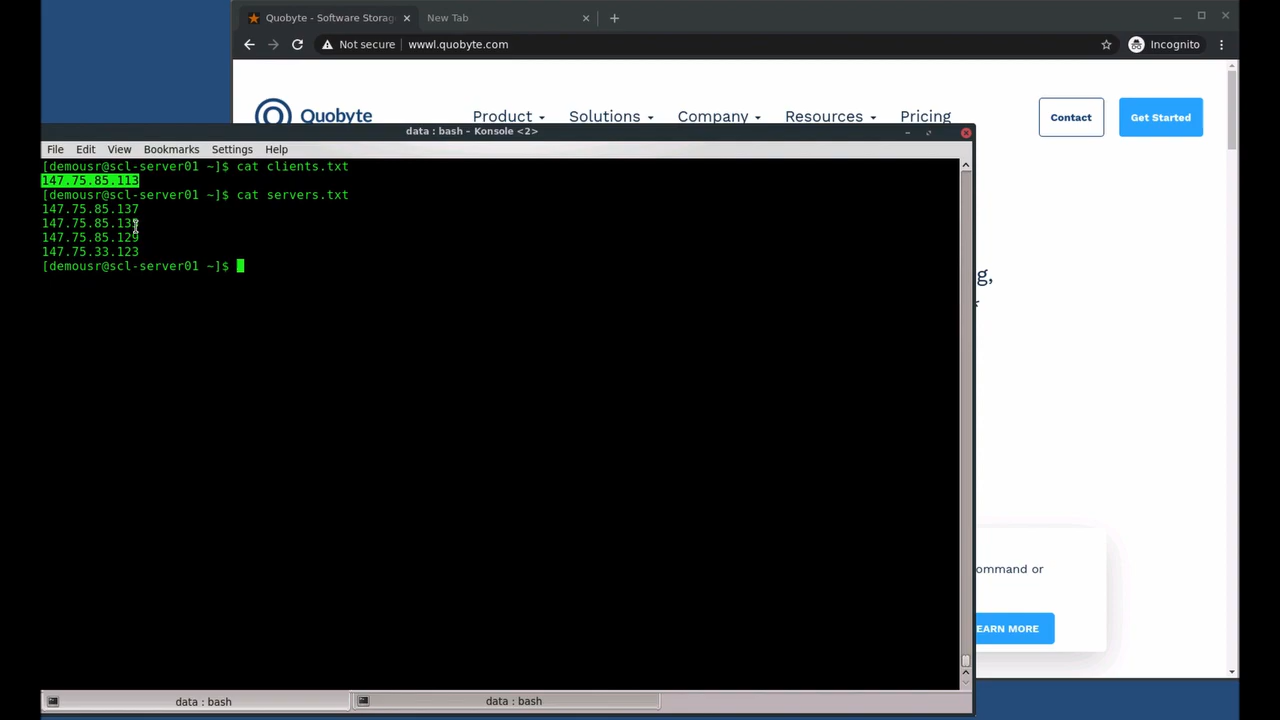 Quobyte - Software Storag
New Tab
Not secure
wwwl.quobyte.com
Incognito
Quobyte
Product
Solutions
Company
Resources
Pricing
Contact
Get Started
data : bash – Konsole <2>
File Edit View Bookmarks Settings Help
[demousr@scl-server01 ~]$ cat clients.txt
147.75.85.113
[demousr@scl-server01 ~]$ cat servers.txt
147.75.85.137
147.75.85.129
147.75.33.123
[demousr@scl-server01 ~]$
g,
ommand or
EARN MORE
data : bash
data : bash